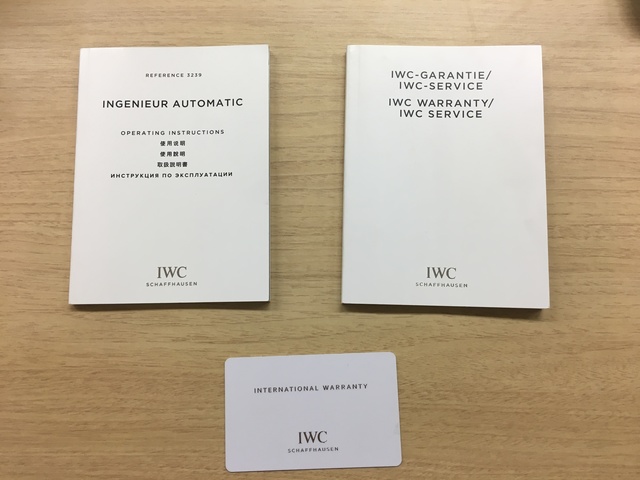 REFERENCE 3239
INGENIEUR AUTOMATIC
OPERATING INSTRUCTIONS
使用说明
使用說明
取扱説明書
ИНСТРУКЦИЯ ПО ЭКСПЛУАТАЦИИ
IWC
SCHAFFHAUSEN
IWC-GARANTIE/
IWC-SERVICE
IWC WARRANTY/
IWC SERVICE
IWC
SCHAFFHAUSEN
INTERNATIONAL WARRANTY
IWC
SCHAFFHAUSEN